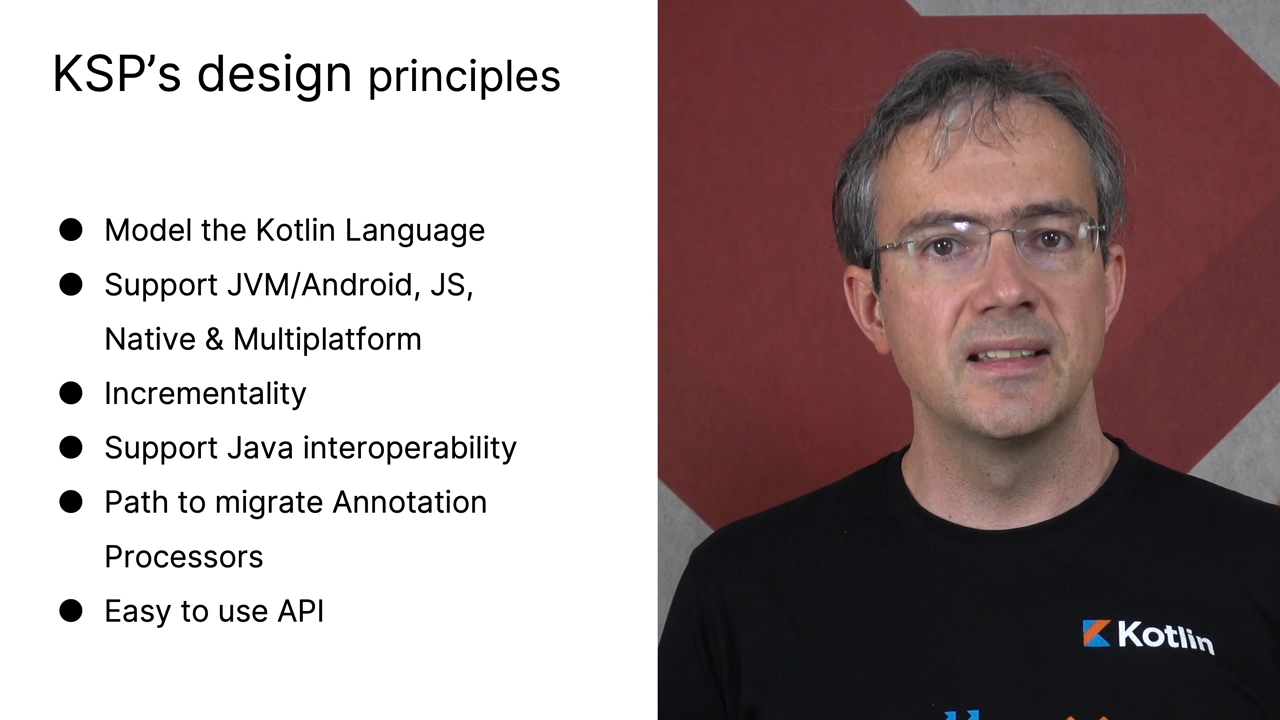 KSP’s design principles
● Model the Kotlin Language
● Support JVM/Android, JS,
Native & Multiplatform
● Incrementality
● Support Java interoperability
● Path to migrate Annotation
Processors
● Easy to use API
Kotlin